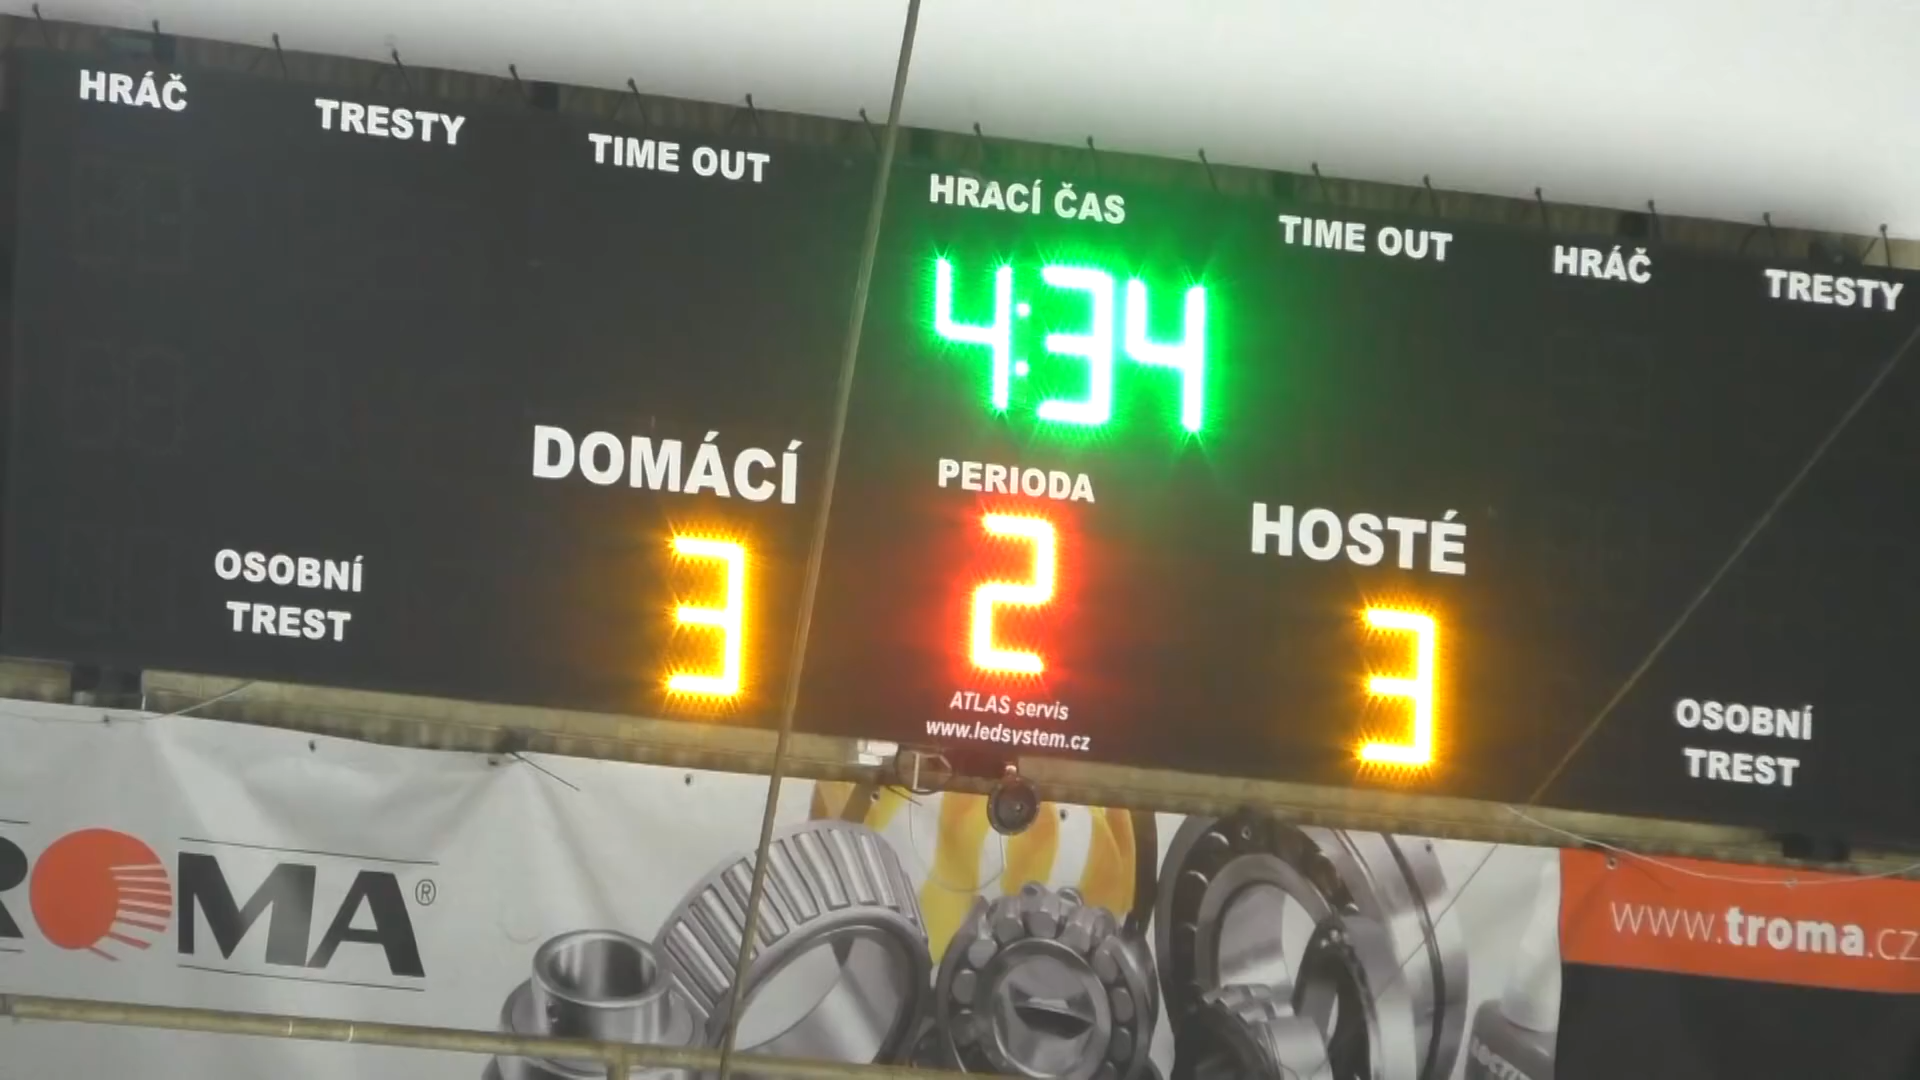 HRÁČ TRESTY TIME OUT HRACÍ ČAS TIME OUT HRÁČ TRESTY
4:34
DOMÁCÍ PERIODA HOSTÉ
3 2 3
OSOBNÍ
TREST
ATLAS servis
www.ledsystem.cz
OSOBNÍ
TREST
ROMA®
www.troma.cz